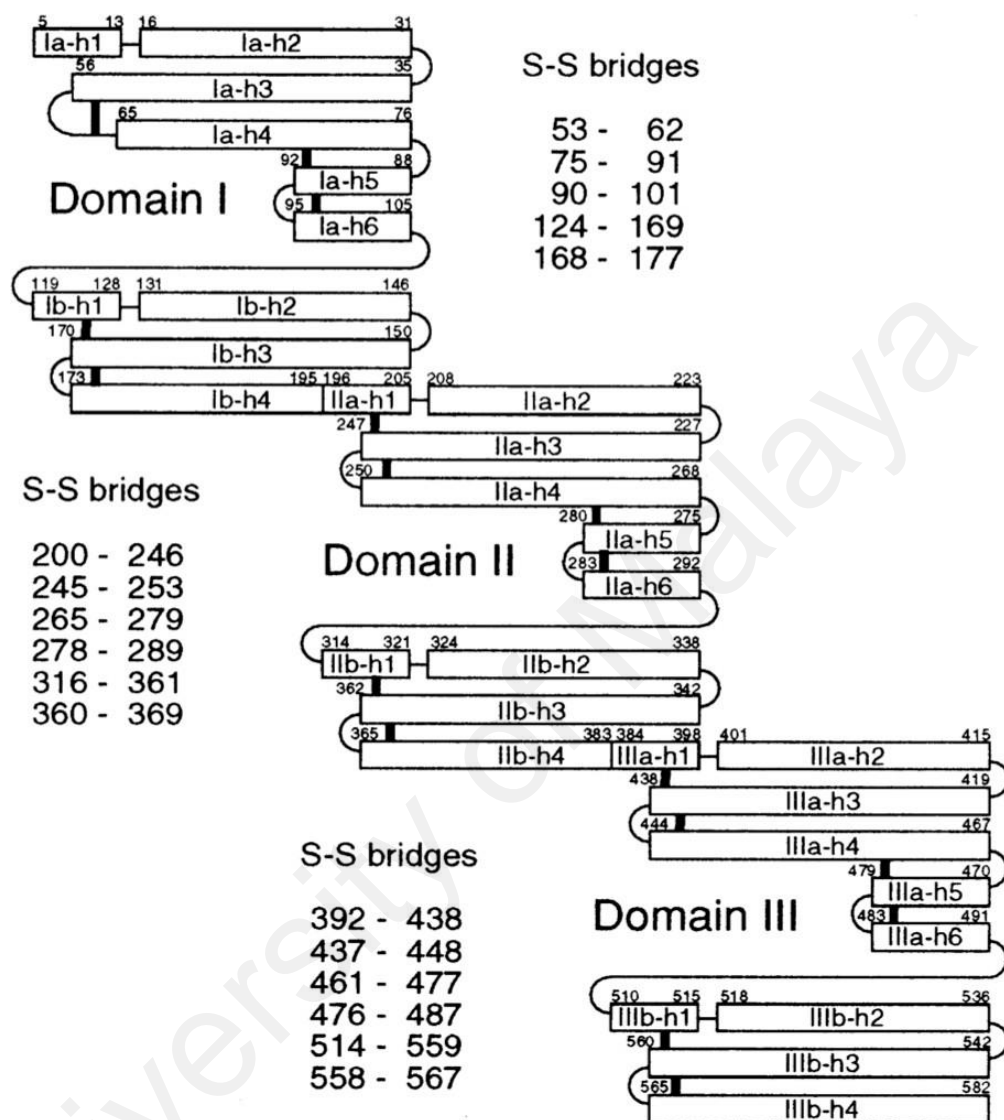 5 13 16 31
Ia-h1 Ia-h2
56 35
Ia-h3
65 76
Ia-h4
92 88
Ia-h5
95 105
Ia-h6
Domain I
S-S bridges
53 - 62
75 - 91
90 - 101
124 - 169
168 - 177
119 128 131 146
Ib-h1 Ib-h2
170 150
Ib-h3
173 195 196 205 208 223
Ib-h4 IIa-h1 IIa-h2
247 227
IIa-h3
250 268
IIa-h4
280 275
IIa-h5
283 292
IIa-h6
Domain II
S-S bridges
200 - 246
245 - 253
265 - 279
278 - 289
316 - 361
360 - 369
314 321 324 338
IIb-h1 IIb-h2
362 342
IIb-h3
365 383 384 398 401 415
IIb-h4 IIIa-h1 IIIa-h2
438 419
IIIa-h3
444 467
IIIa-h4
479 470
IIIa-h5
483 491
IIIa-h6
Domain III
S-S bridges
392 - 438
437 - 448
461 - 477
476 - 487
514 - 559
558 - 567
510 515 518 536
IIIb-h1 IIIb-h2
560 542
IIIb-h3
565 582
IIIb-h4
University of Malaya